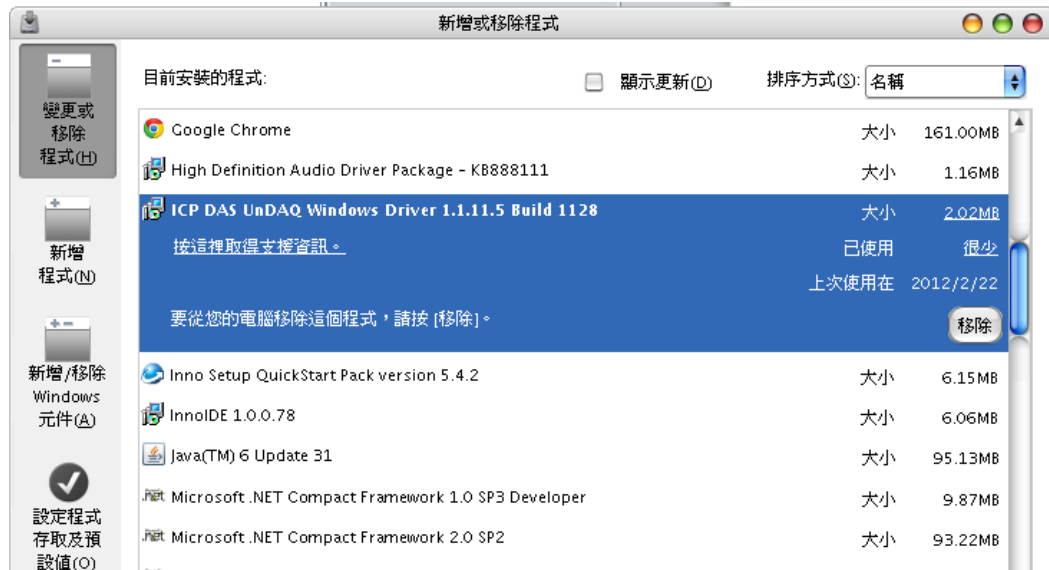 新增或移除程式
變更或
移除
程式(H)
新增
程式(N)
新增/移除
Windows
元件(A)
設定程式
存取及預
設值(O)
目前安裝的程式:
顯示更新(D)
排序方式(S): 名稱
Google Chrome 大小 161.00MB
High Definition Audio Driver Package - KB888111 大小 1.16MB
ICP DAS UnDAQ Windows Driver 1.1.11.5 Build 1128 大小 2.02MB
按這裡取得支援資訊。 已使用 很少
上次使用在 2012/2/22
要從您的電腦移除這個程式，請按 [移除]。 移除
Inno Setup QuickStart Pack version 5.4.2 大小 6.15MB
InnoIDE 1.0.0.78 大小 6.06MB
Java(TM) 6 Update 31 大小 95.13MB
Microsoft .NET Compact Framework 1.0 SP3 Developer 大小 9.87MB
Microsoft .NET Compact Framework 2.0 SP2 大小 93.22MB